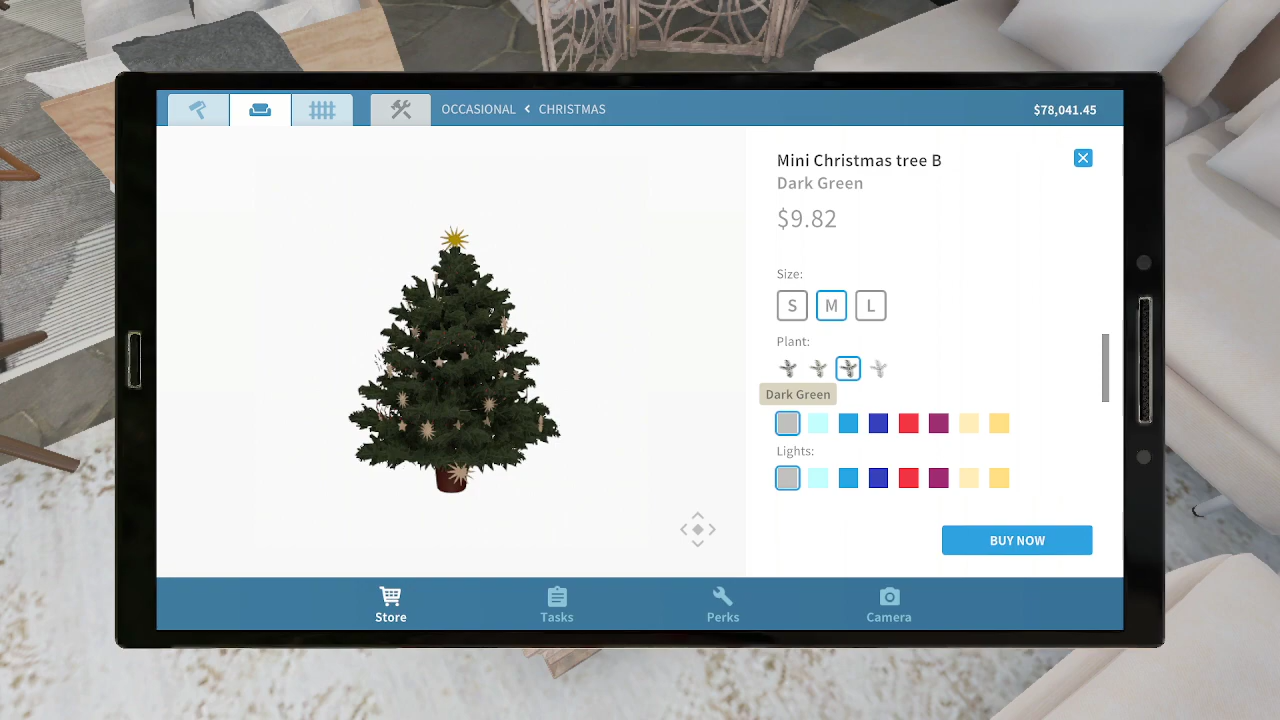 OCCASIONAL < CHRISTMAS
$78,041.45
Mini Christmas tree B
Dark Green
$9.82
Size:
S M L
Plant:
Dark Green
Lights:
BUY NOW
Store Tasks Perks Camera